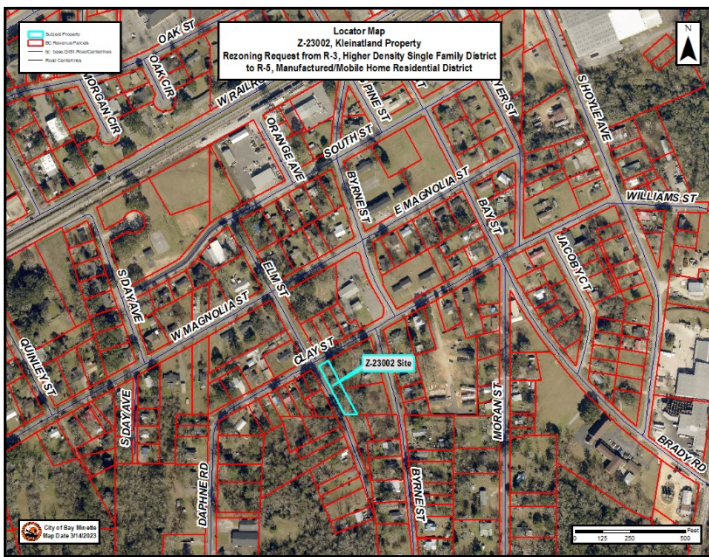 Locator Map
Z-23002, Kleinatland Property
Rezoning Request from R-3, Higher Density Single Family District
to R-5, Manufactured/Mobile Home Residential District
Subject Property
Road Centerlines
N
OAK ST
OAK CIR
MORGAN CIR
PINE ST
ORANGE AVE
SOUTH ST
S HOYLE AVE
BYRNE ST
E MAGNOLIA ST
BAY ST
WILLIAMS ST
JACOBY CT
ELM ST
S DAY AVE
W MAGNOLIA ST
CLAY ST
QUINLEY ST
Z-23002 Site
S DAY AVE
MORAN ST
DAPHNE RD
BYRNE ST
BRADY RD
City of Bay Minette
Map Date 3/14/2023
Feet
0 125 250 500